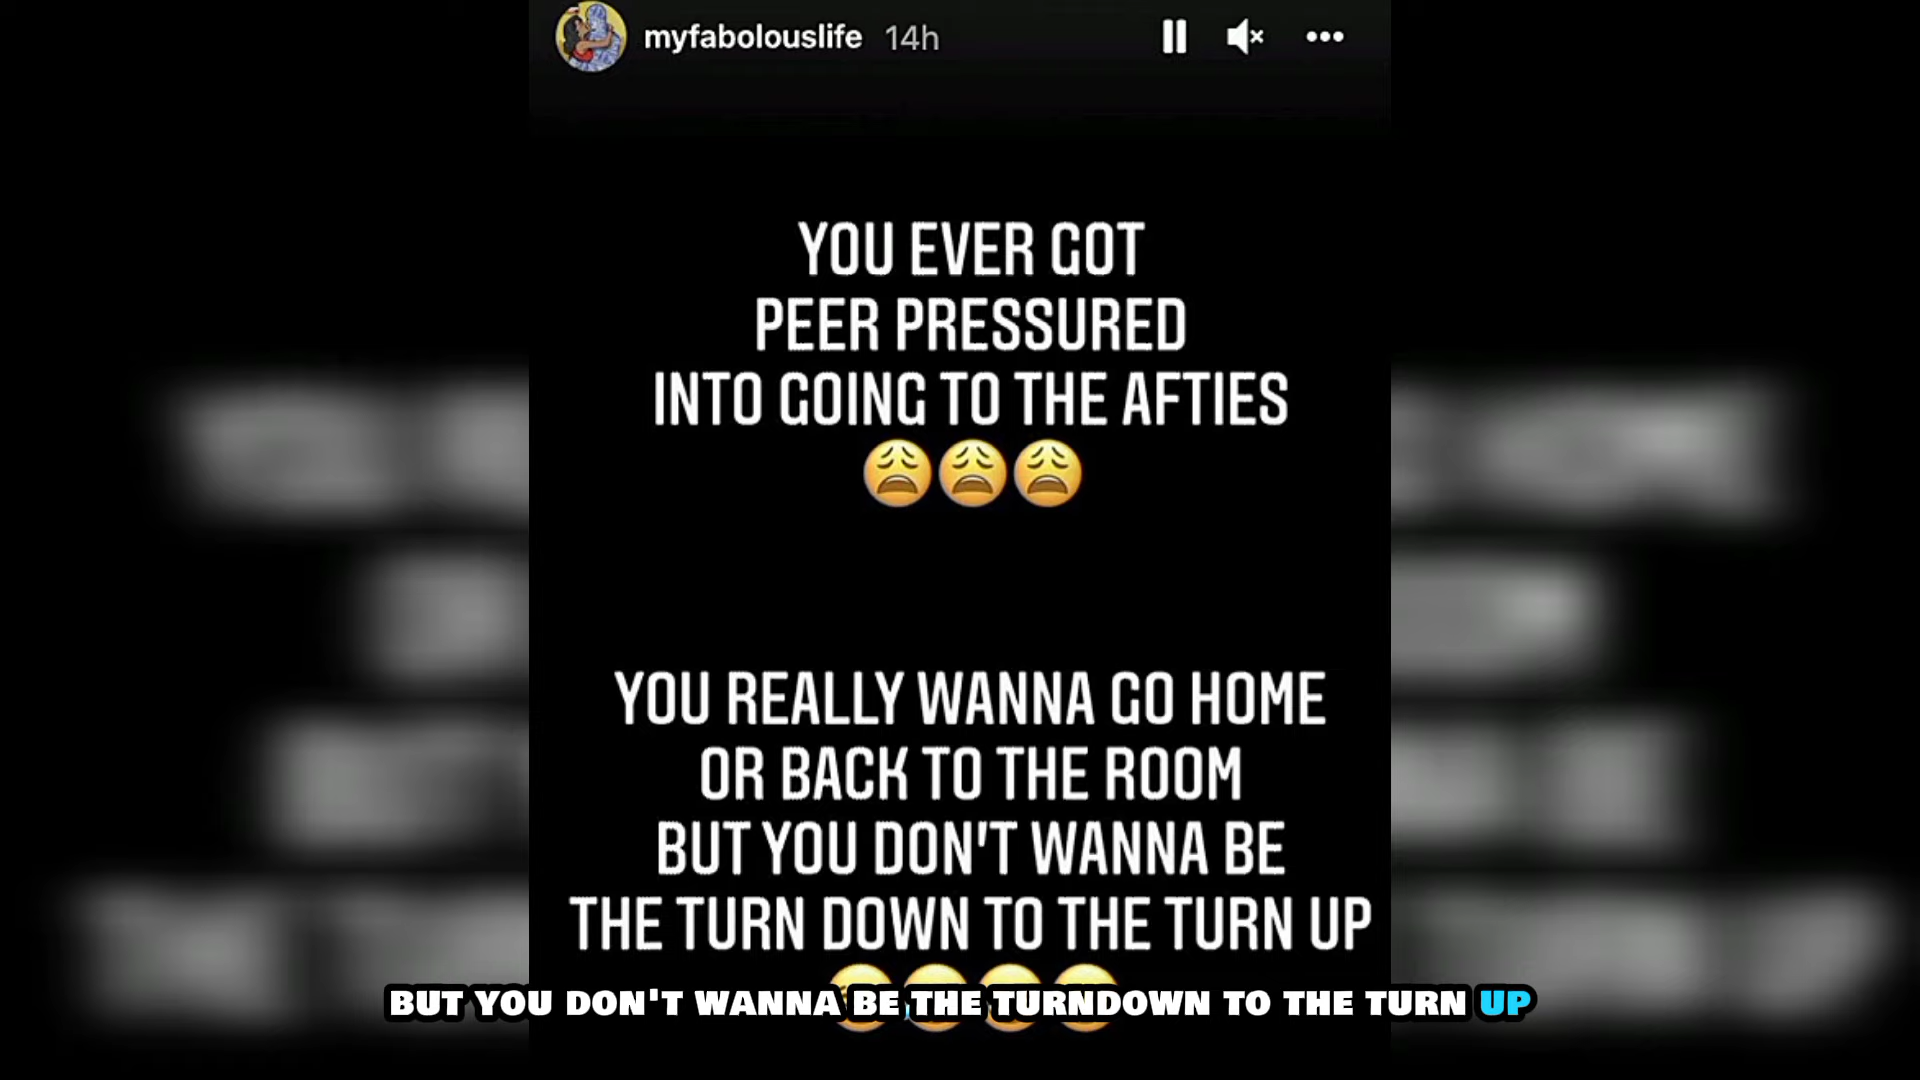 myfabolouslife 14h
YOU EVER GOT
PEER PRESSURED
INTO GOING TO THE AFTIES
😩😩😩
YOU REALLY WANNA GO HOME
OR BACK TO THE ROOM
BUT YOU DON'T WANNA BE
THE TURN DOWN TO THE TURN UP
BUT YOU DON'T WANNA BE THE TURNDOWN TO THE TURN UP